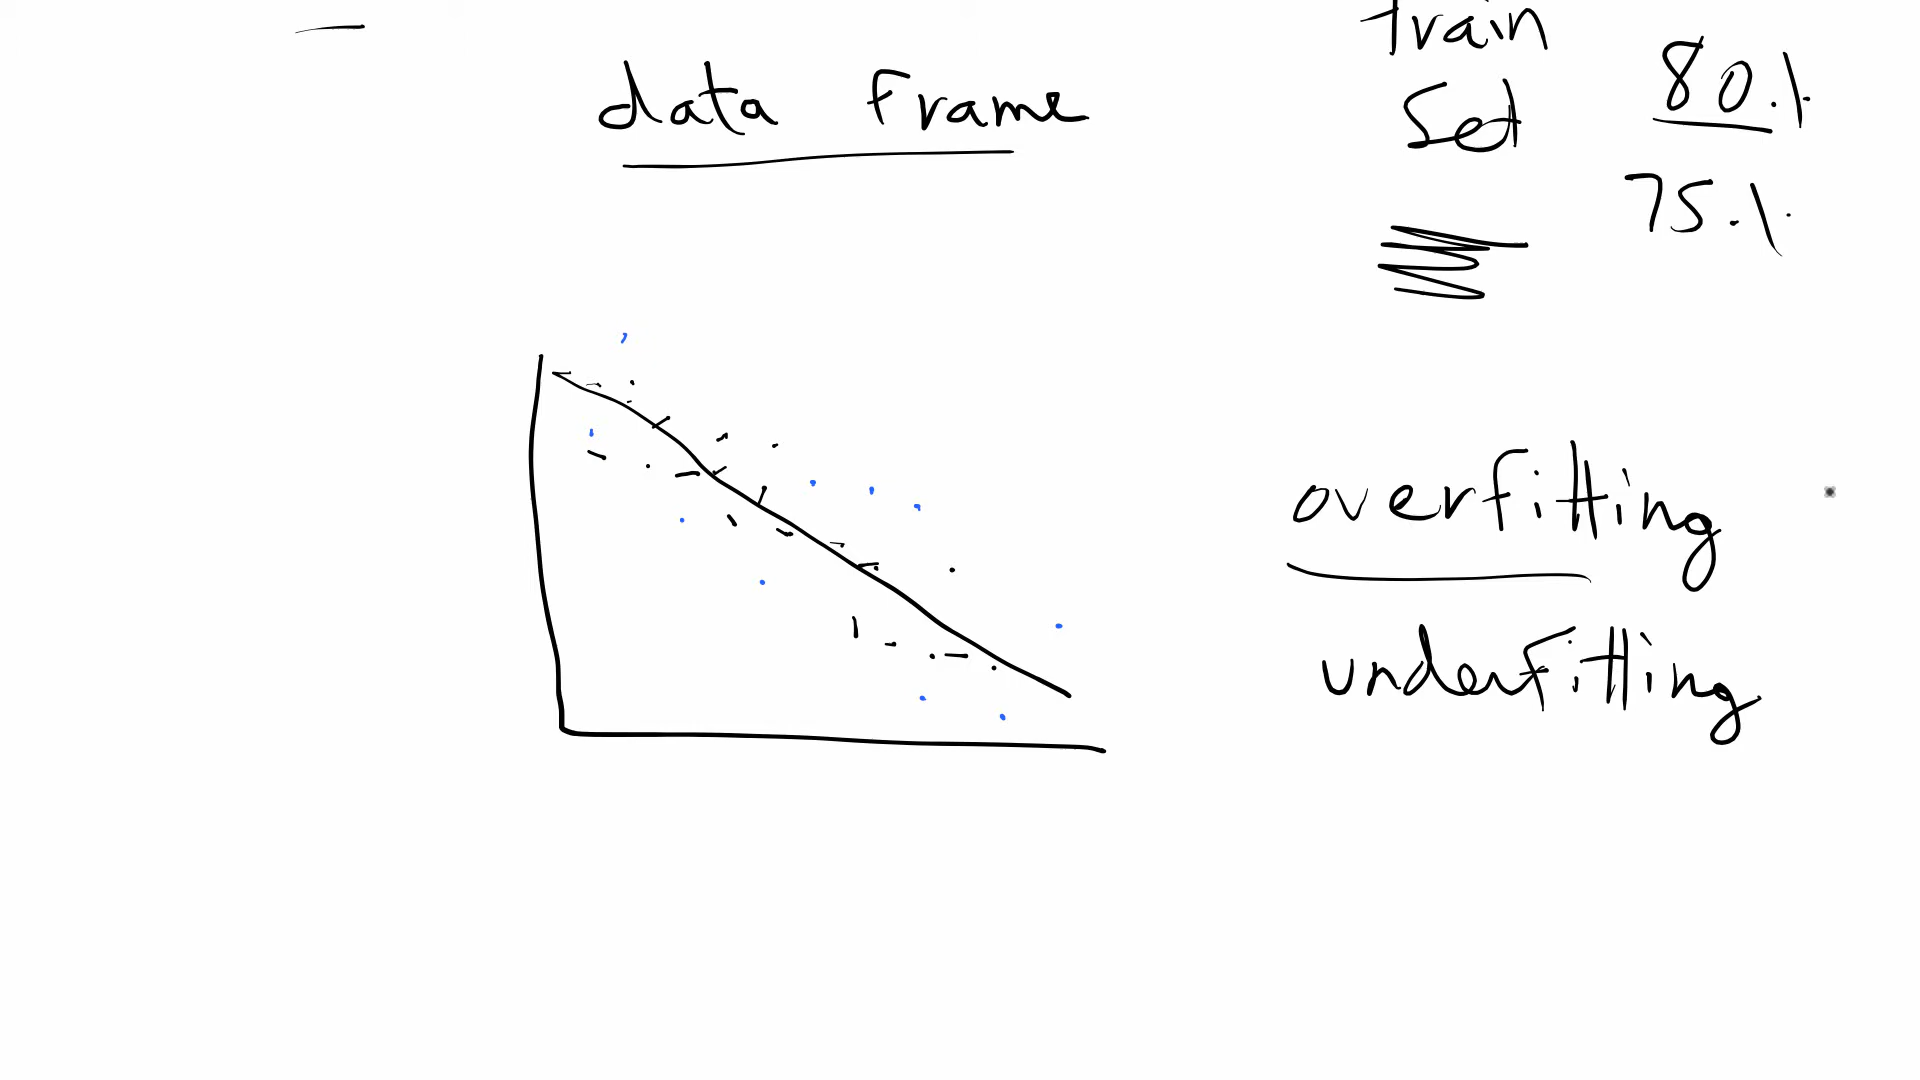 data frame
train
set
80%
75%
overfitting
underfitting